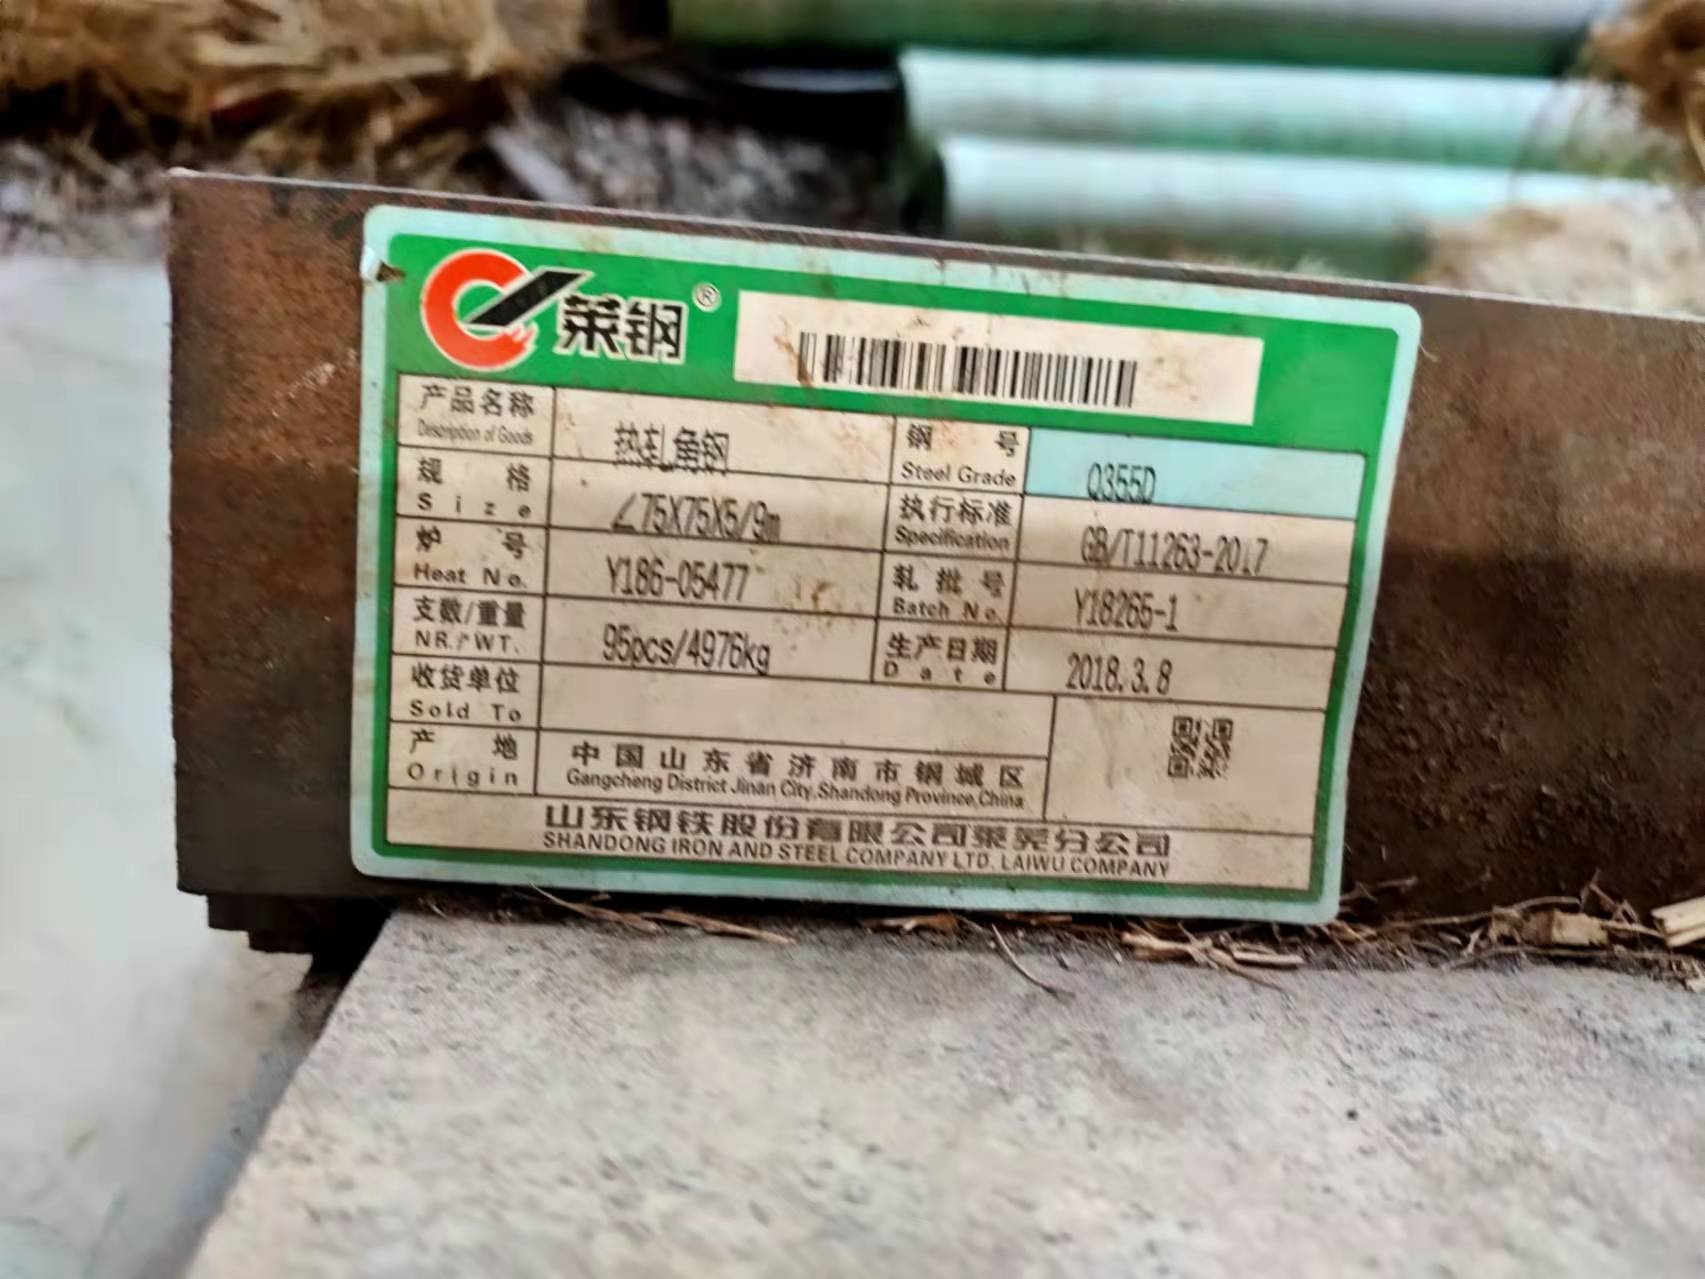 莱钢®
产品名称 热轧角钢 钢号 Q355D
Description of Goods Steel Grade
规格 ∠75X75X5/9m 执行标准 GB/T11263-2017
Size Specification
炉号 Y186-05477 轧批号 Y18265-1
Heat No. Batch No.
支数/重量 95pcs/4976kg 生产日期 2018.3.8
NR./WT. Date
收货单位
Sold To
产地 中国山东省济南市钢城区
Origin Gangcheng District Jinan City,Shandong Province,China
山东钢铁股份有限公司莱芜分公司
SHANDONG IRON AND STEEL COMPANY LTD. LAIWU COMPANY